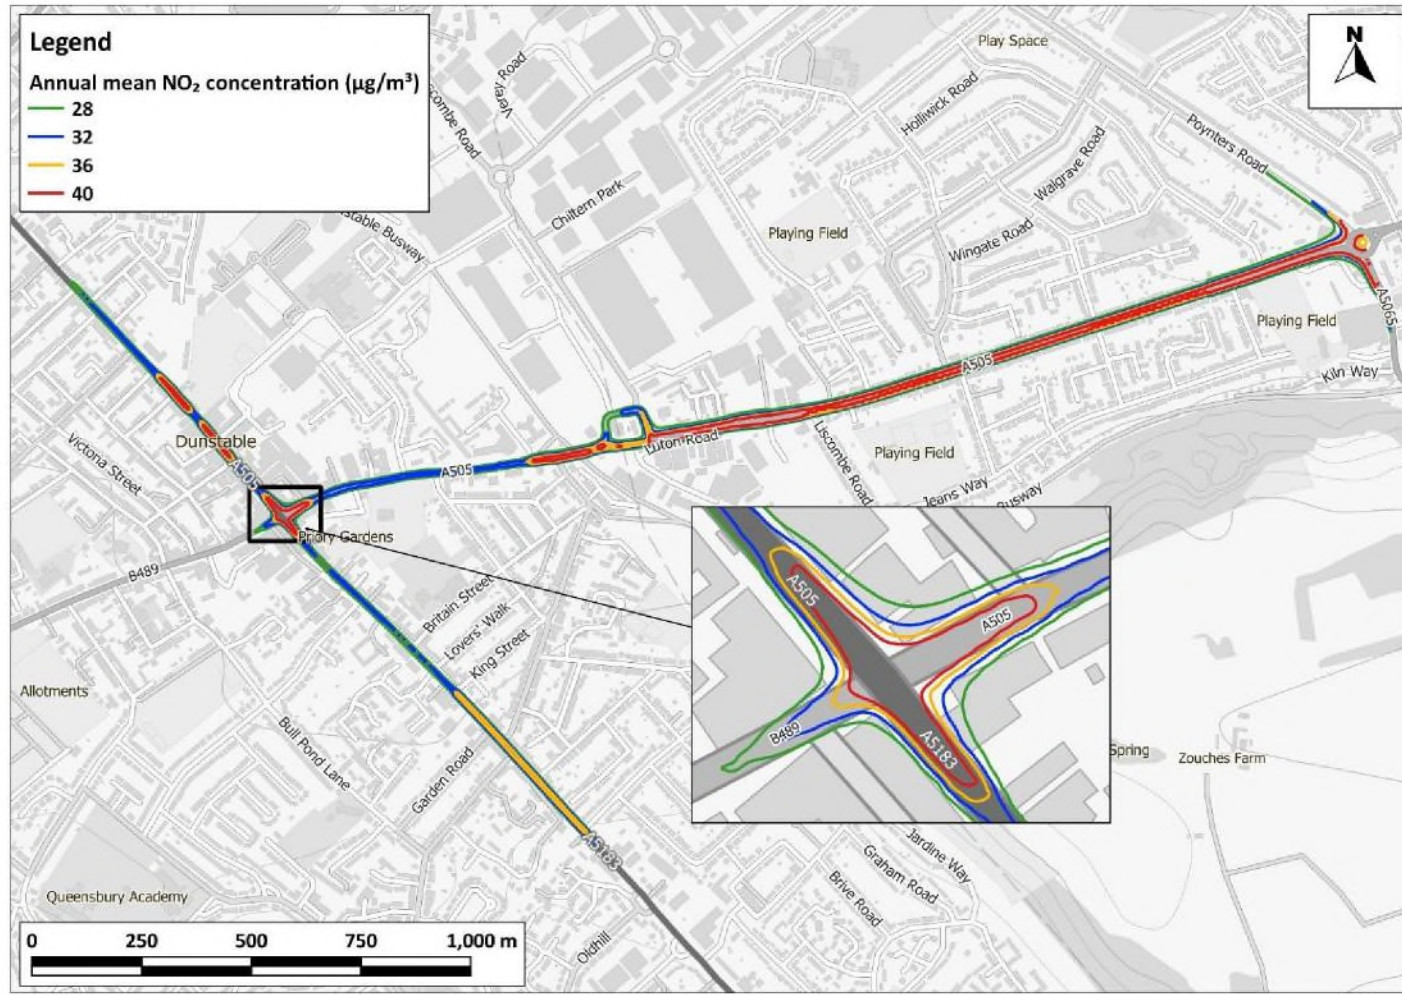 Legend
Annual mean NO₂ concentration (µg/m³)
28
32
36
40
N
Play Space
Verey Road
Holliwick Road
Poynters Road
Walgrave Road
Chiltern Park
Playing Field
Wingate Road
A5065
Playing Field
Kiln Way
A505
Dunstable
Victoria Street
A505
A505
Luton Road
Liscombe Road
Playing Field
Jeans Way
Busway
Priory Gardens
B489
Britain Street
Lovers' Walk
King Street
A505
A505
B489
A5183
Allotments
Bull Pond Lane
Garden Road
Spring
Zouches Farm
A5183
Jardine Way
Graham Road
Brive Road
Queensbury Academy
Oldhill
0 250 500 750 1,000 m